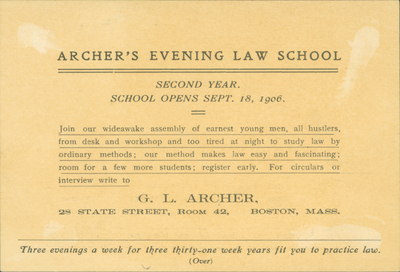 ARCHER'S EVENING LAW SCHOOL
SECOND YEAR.
SCHOOL OPENS SEPT. 18, 1906.
Join our wideawake assembly of earnest young men, all hustlers,
from desk and workshop and too tired at night to study law by
ordinary methods; our method makes law easy and fascinating;
room for a few more students; register early. For circulars or
interview write to
G. L. ARCHER,
28 STATE STREET, ROOM 42, BOSTON, MASS.
Three evenings a week for three thirty-one week years fit you to practice law.
(Over)